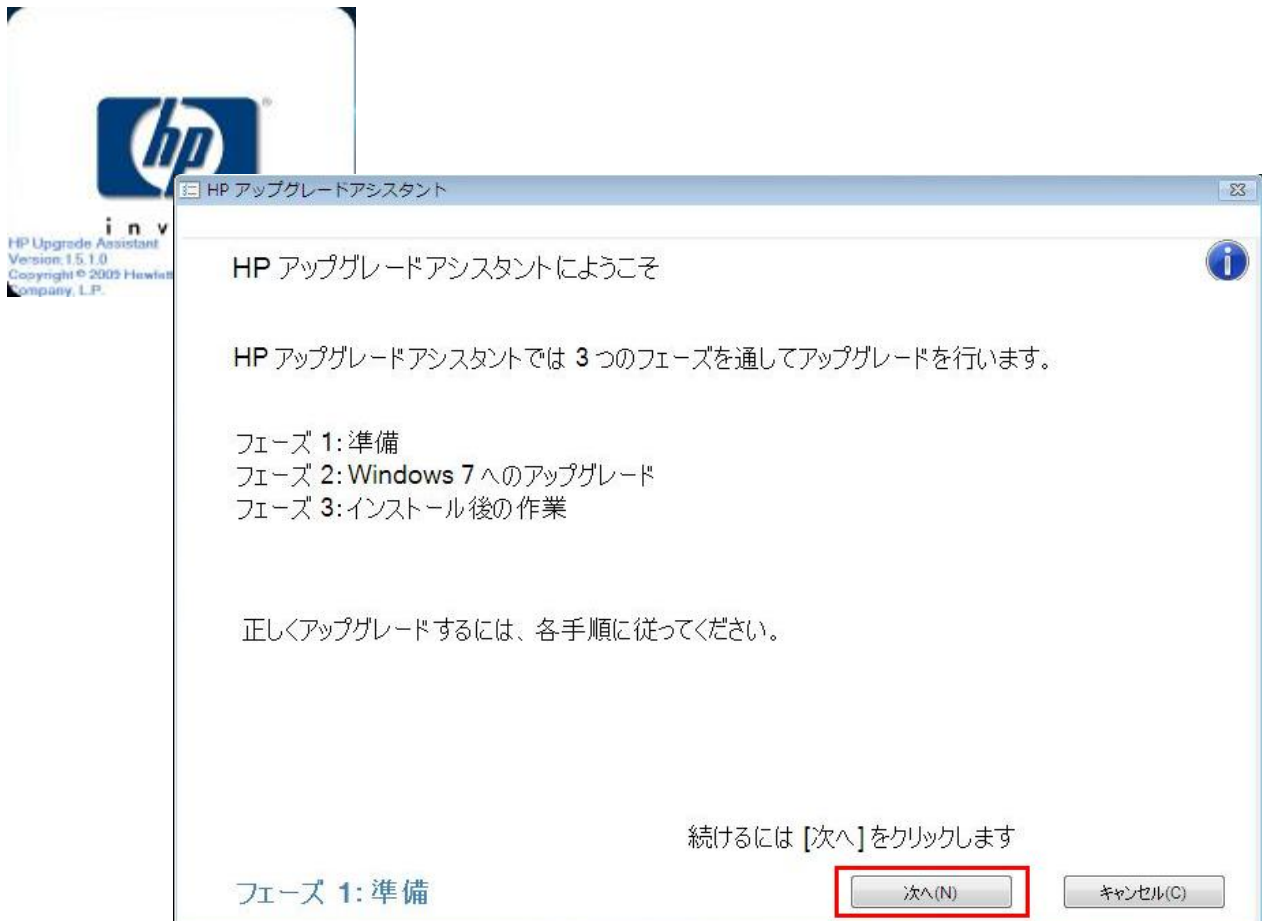 hp
®
i n v
HP Upgrade Assistant
Version:1.5.1.0
Copyright © 2009 Hewlett
Company, L.P.
HP アップグレードアシスタント
HP アップグレードアシスタントにようこそ
HP アップグレードアシスタントでは 3 つのフェーズを通してアップグレードを行います。
フェーズ 1: 準備
フェーズ 2: Windows 7 へのアップグレード
フェーズ 3:インストール後の作業
正しくアップグレードするには、各手順に従ってください。
続けるには [次へ] をクリックします
フェーズ 1: 準備
次へ(N)
キャンセル(C)